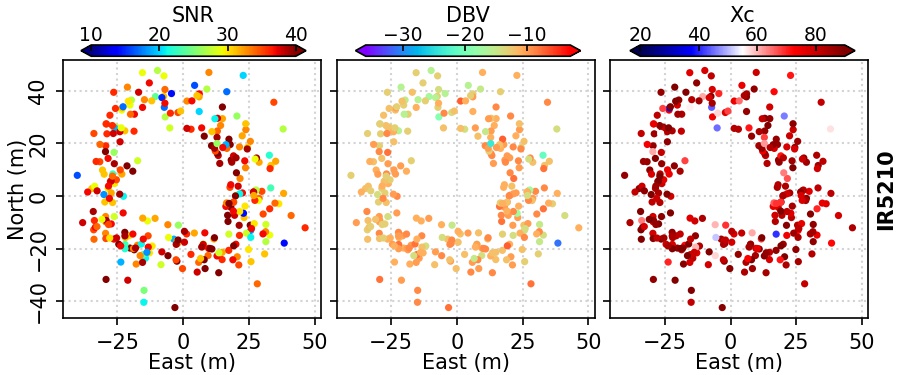 SNR DBV Xc
10 20 30 40 −30 −20 −10 20 40 60 80
North (m)
40
20
0
−20
−40
IR5210
−25 0 25 50 −25 0 25 50 −25 0 25 50
East (m) East (m) East (m)